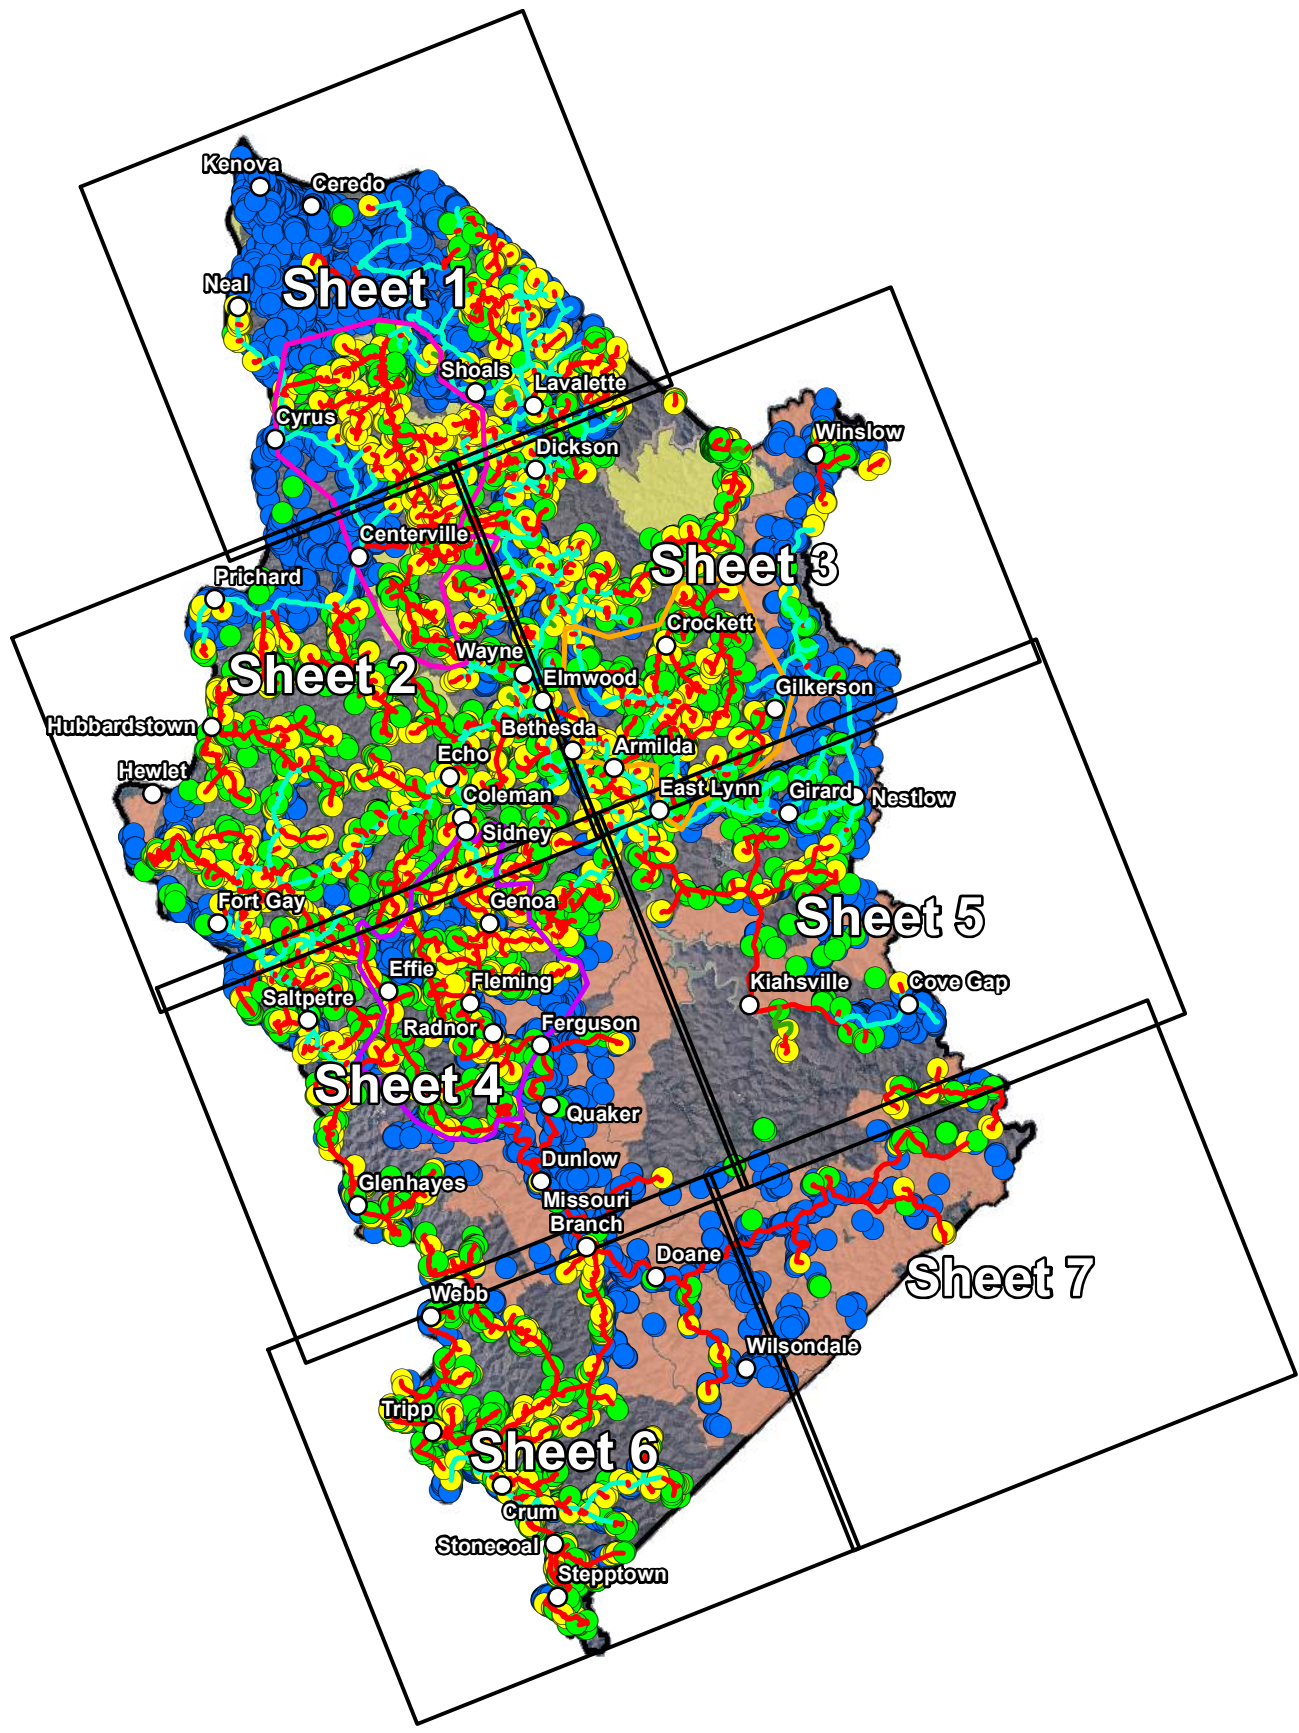 Kenova
Ceredo
Neal
Sheet 1
Shoals
Lavalette
Cyrus
Winslow
Dickson
Centerville
Sheet 3
Prichard
Crockett
Wayne
Sheet 2
Elmwood
Gilkerson
Hubbardstown
Bethesda
Armilda
Echo
Hewlet
East Lynn
Girard
Nestlow
Coleman
Sidney
Fort Gay
Genoa
Sheet 5
Effie
Fleming
Kiahsville
Cove Gap
Saltpetre
Radnor
Ferguson
Sheet 4
Quaker
Dunlow
Glenhayes
Missouri
Branch
Doane
Sheet 7
Webb
Wilsondale
Tripp
Sheet 6
Crum
Stonecoal
Stepptown